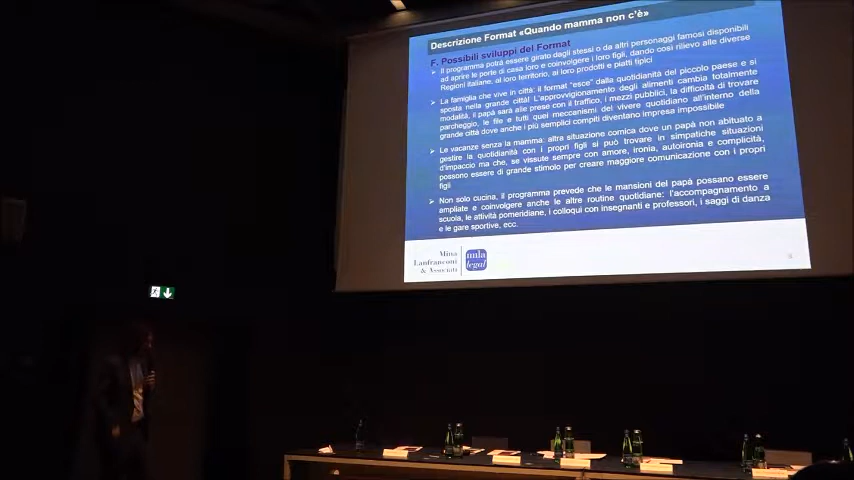 Descrizione Format «Quando mamma non c'è»
F. Possibili sviluppi del Format
Il programma potrà essere girato dagli stessi o da altri personaggi famosi disponibili
ad aprire le porte di casa loro e coinvolgere i loro figli, dando così rilievo alle diverse
Regioni Italiane, al loro territorio, ai loro prodotti e piatti tipici
La famiglia che vive in città: il format "esce" dalla quotidianità del piccolo paese e si
sposta nella grande città! L'approvvigionamento degli alimenti cambia totalmente
modalità, il papà sarà alle prese con il traffico, i mezzi pubblici, la difficoltà di trovare
parcheggio, le file e tutti quei meccanismi del vivere quotidiano all'interno della
grande città dove anche i più semplici compiti diventano impresa impossibile
Le vacanze senza la mamma: altra situazione comica dove un papà non abituato a
gestire la quotidianità con i propri figli si può trovare in simpatiche situazioni
d'impaccio ma che, se vissute sempre con amore, ironia, autoironia e complicità,
possono essere di grande stimolo per creare maggiore comunicazione con i propri
figli
Non solo cucina, il programma prevede che le mansioni del papà possano essere
ampliate e coinvolgere anche le altre routine quotidiane: l'accompagnamento a
scuola, le attività pomeridiane, i colloqui con insegnanti e professori, i saggi di danza
e le gare sportive, ecc.
Mina
Lanfranconi
& Associati
aula
legal